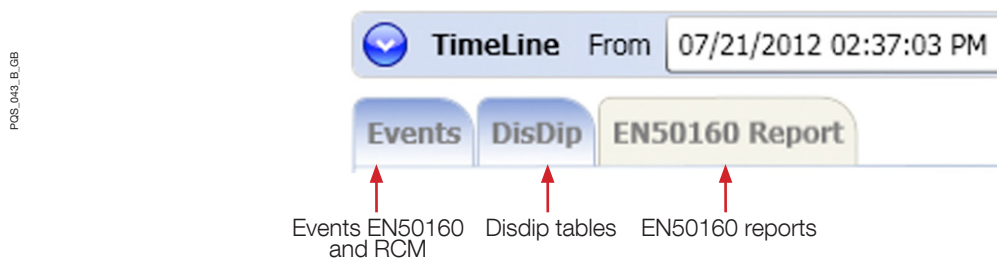 PQS_043_B_GB
TimeLine From 07/21/2012 02:37:03 PM
Events DisDip EN50160 Report
Events EN50160 Disdip tables EN50160 reports
and RCM